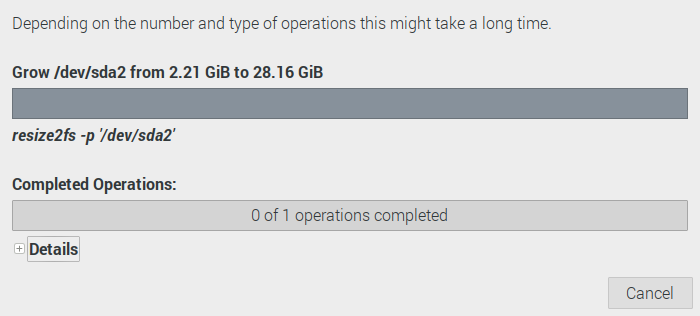 Depending on the number and type of operations this might take a long time.
Grow /dev/sda2 from 2.21 GiB to 28.16 GiB
resize2fs -p '/dev/sda2'
Completed Operations:
0 of 1 operations completed
Details
Cancel